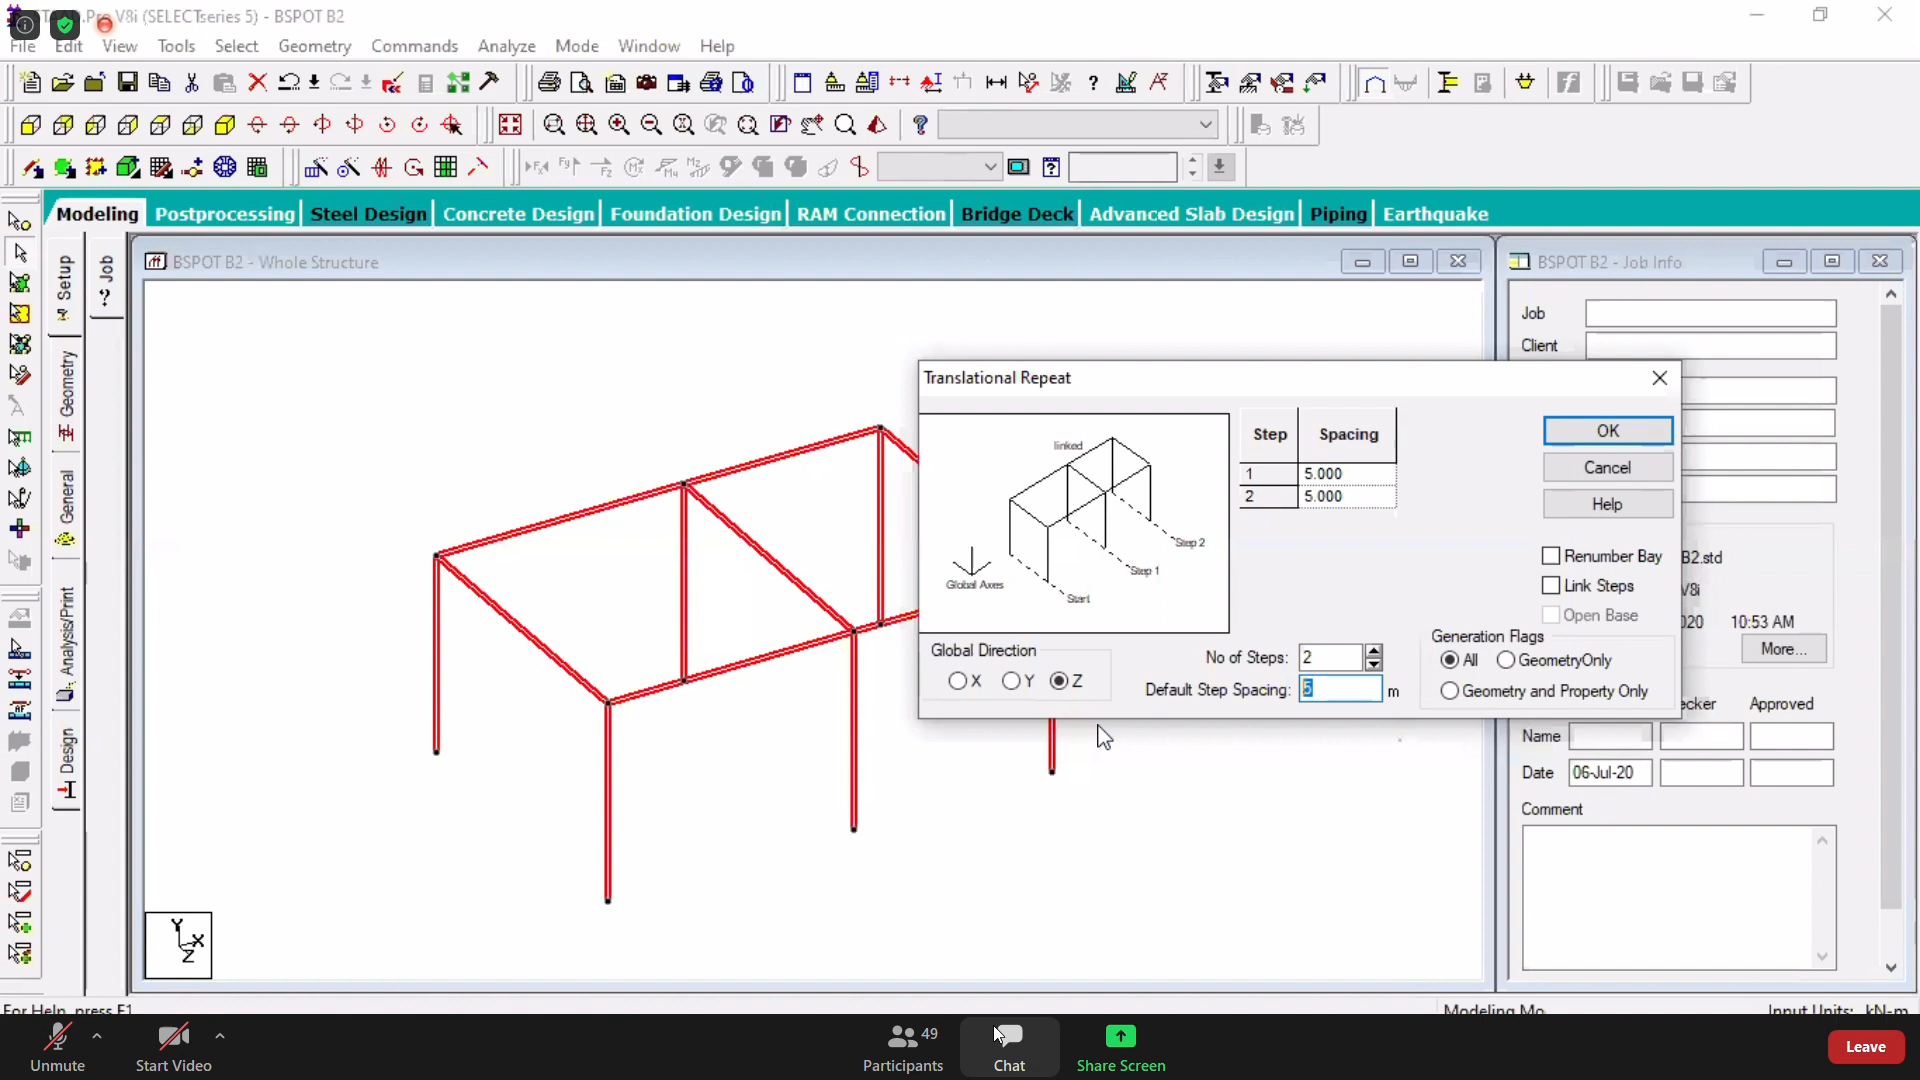 .Pro V8i (SELECTseries 5) - BSPOT B2
File Edit View Tools Select Geometry Commands Analyze Mode Window Help
Modeling Postprocessing Steel Design Concrete Design Foundation Design RAM Connection Bridge Deck Advanced Slab Design Piping Earthquake
Setup
Geometry
General
Analysis/Print
Design
Job
BSPOT B2 - Whole Structure
BSPOT B2 - Job Info
Job
Client
Translational Repeat
linked
Global Axes
Start
Step 1
Step 2
Step Spacing
1 5.000
2 5.000
OK
Cancel
Help
Renumber Bay
Link Steps
Open Base
Global Direction
X Y Z
No of Steps: 2
Default Step Spacing: 5 m
Generation Flags
All GeometryOnly
Geometry and Property Only
B2.std
V8i
020 10:53 AM
More...
cker Approved
Name
Date 06-Jul-20
Comment
Y X Z
For Help, press F1
Modeling Mo
Input Units: kN-m
Unmute
Start Video
49
Participants
Chat
Share Screen
Leave